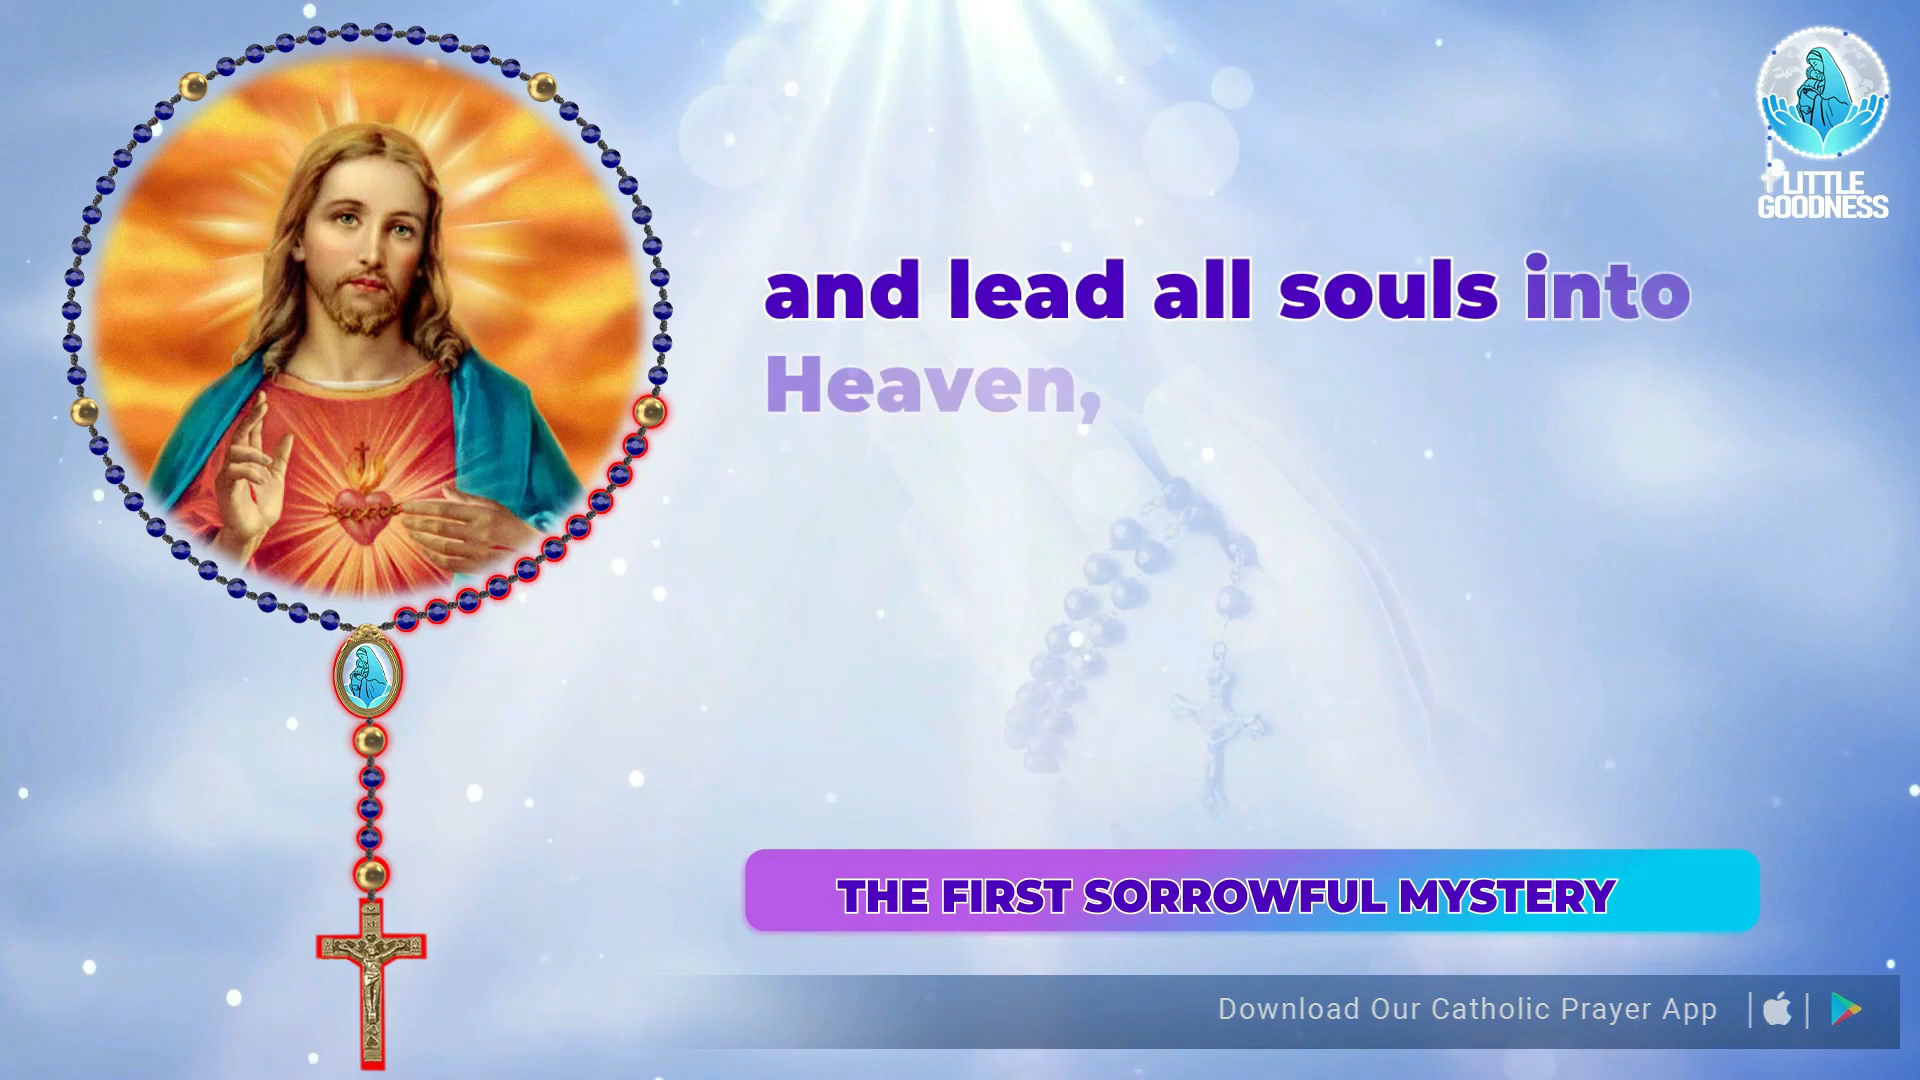 LITTLE
GOODNESS
and lead all souls into
Heaven,
THE FIRST SORROWFUL MYSTERY
Download Our Catholic Prayer App